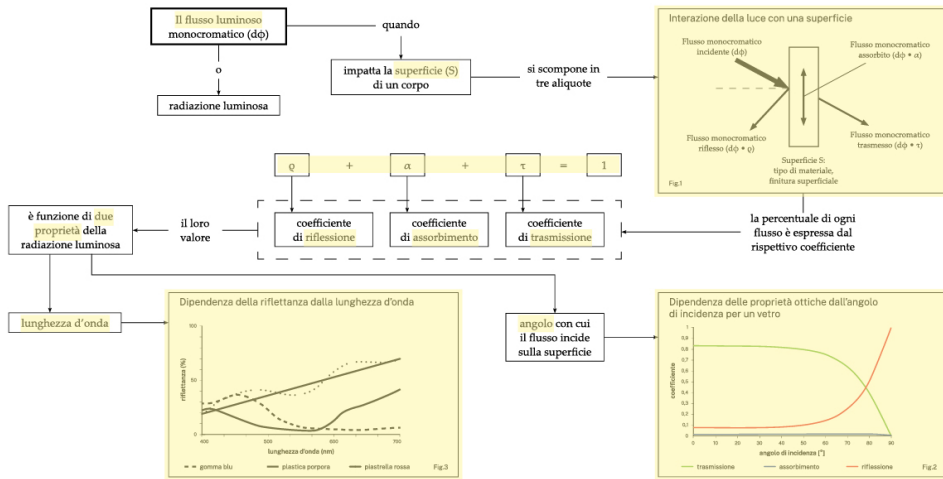 Il flusso luminoso
monocromatico (dϕ)
quando
o
radiazione luminosa
impatta la superficie (S)
di un corpo
si scompone in
tre aliquote
Interazione della luce con una superficie
Flusso monocromatico
incidente (dϕ)
Flusso monocromatico
assorbito (dϕ * α)
Flusso monocromatico
riflesso (dϕ * ϱ)
Flusso monocromatico
trasmesso (dϕ * τ)
Superficie S:
tipo di materiale,
finitura superficiale
Fig.1
ϱ + α + τ = 1
coefficiente
di riflessione
coefficiente
di assorbimento
coefficiente
di trasmissione
la percentuale di ogni
flusso è espressa dal
rispettivo coefficiente
il loro
valore
è funzione di due
proprietà della
radiazione luminosa
lunghezza d'onda
Dipendenza della riflettanza dalla lunghezza d'onda
riflettanza (%)
100
50
0
400
500
600
700
lunghezza d'onda (nm)
gomma blu
plastica porpora
piastrella rossa
Fig.3
angolo con cui
il flusso incide
sulla superficie
Dipendenza delle proprietà ottiche dall'angolo
di incidenza per un vetro
coefficiente
1
0,9
0,8
0,7
0,6
0,5
0,4
0,3
0,2
0,1
0
0 10 20 30 40 50 60 70 80 90
angolo di incidenza [°]
trasmissione
assorbimento
riflessione
Fig.2